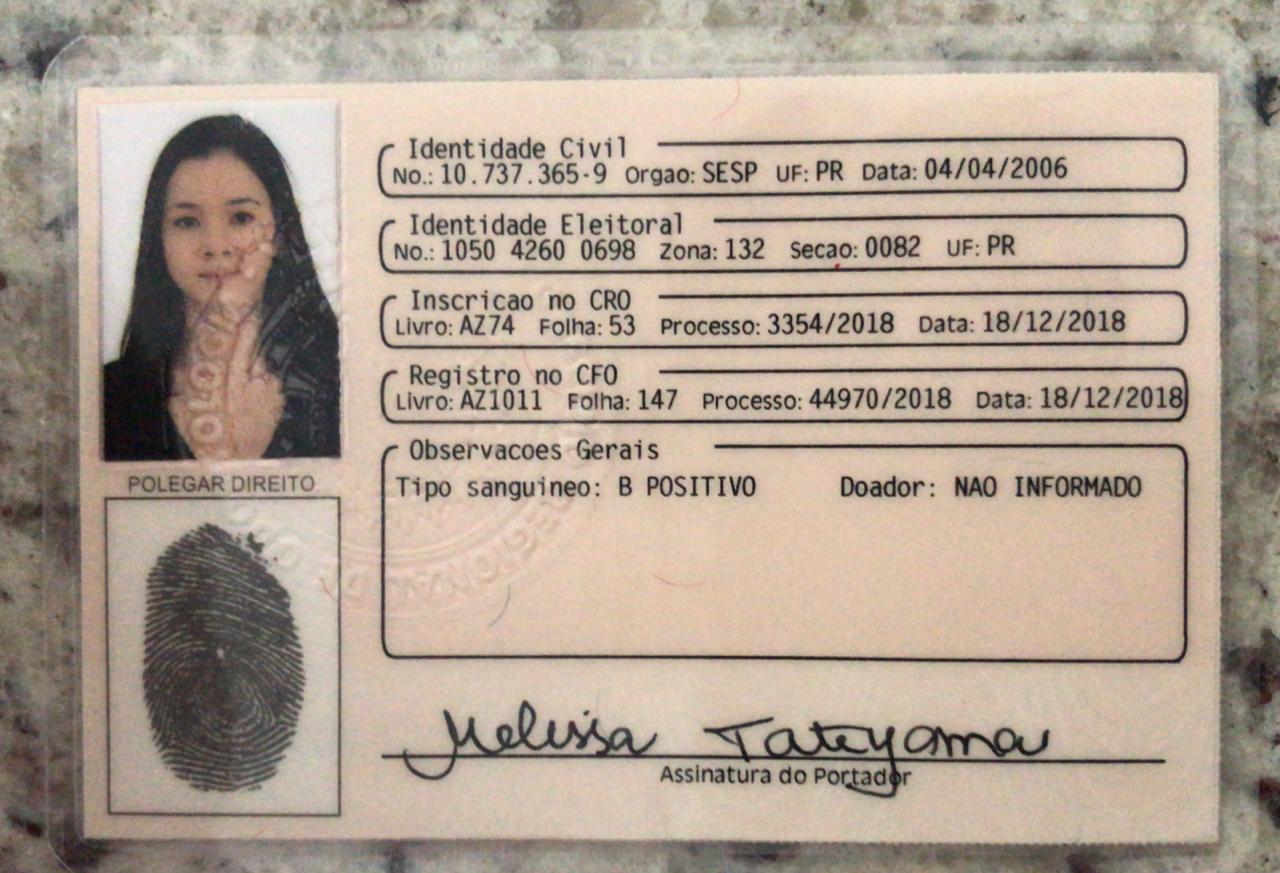 Identidade Civil
No.: 10.737.365-9 Orgao: SESP UF: PR Data: 04/04/2006
Identidade Eleitoral
No.: 1050 4260 0698 Zona: 132 Secao: 0082 UF: PR
Inscricao no CRO
Livro: AZ74 Folha: 53 Processo: 3354/2018 Data: 18/12/2018
Registro no CFO
Livro: AZ1011 Folha: 147 Processo: 44970/2018 Data: 18/12/2018
Observacoes Gerais
Tipo sanguineo: B POSITIVO Doador: NAO INFORMADO
POLEGAR DIREITO
Melissa Tateyama
Assinatura do Portador